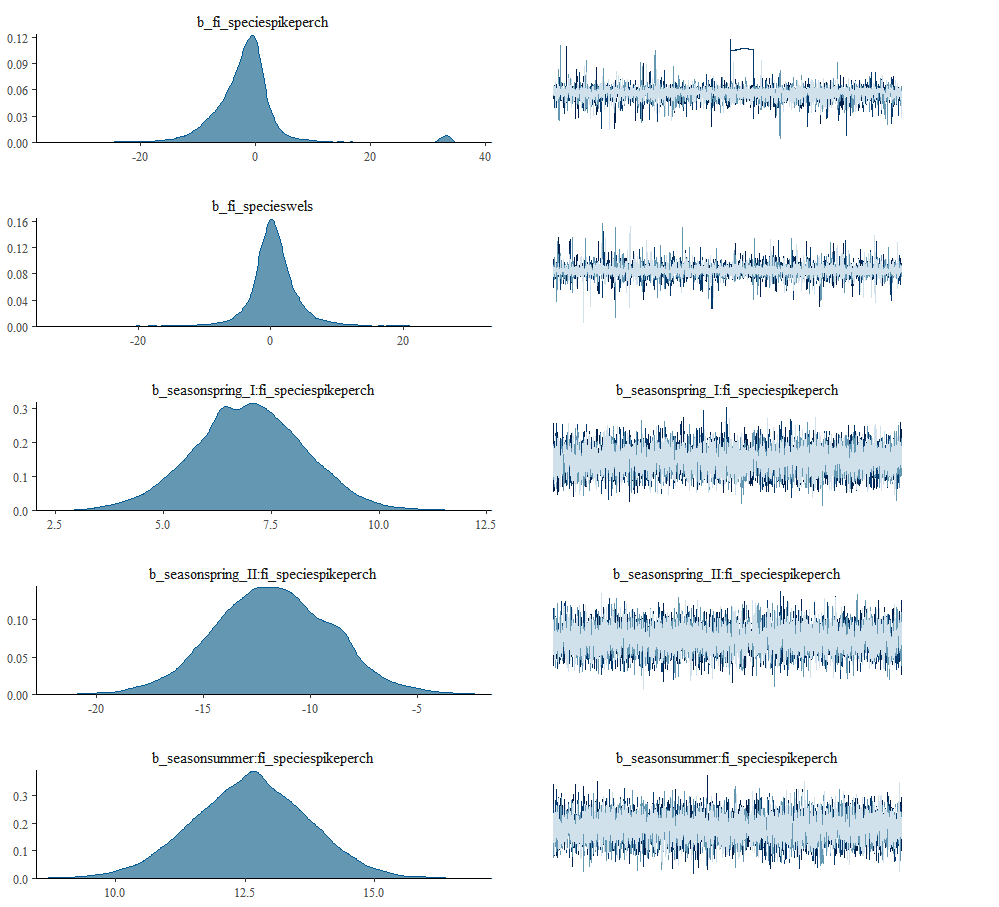 b_fi_speciespikeperch
0.12
0.09
0.06
0.03
0.00
-20 0 20 40
b_fi_specieswels
0.16
0.12
0.08
0.04
0.00
-20 0 20
b_seasonspring_I:fi_speciespikeperch b_seasonspring_I:fi_speciespikeperch
0.3
0.2
0.1
0.0
2.5 5.0 7.5 10.0 12.5
b_seasonspring_II:fi_speciespikeperch b_seasonspring_II:fi_speciespikeperch
0.10
0.05
0.00
-20 -15 -10 -5
b_seasonsummer:fi_speciespikeperch b_seasonsummer:fi_speciespikeperch
0.3
0.2
0.1
0.0
10.0 12.5 15.0